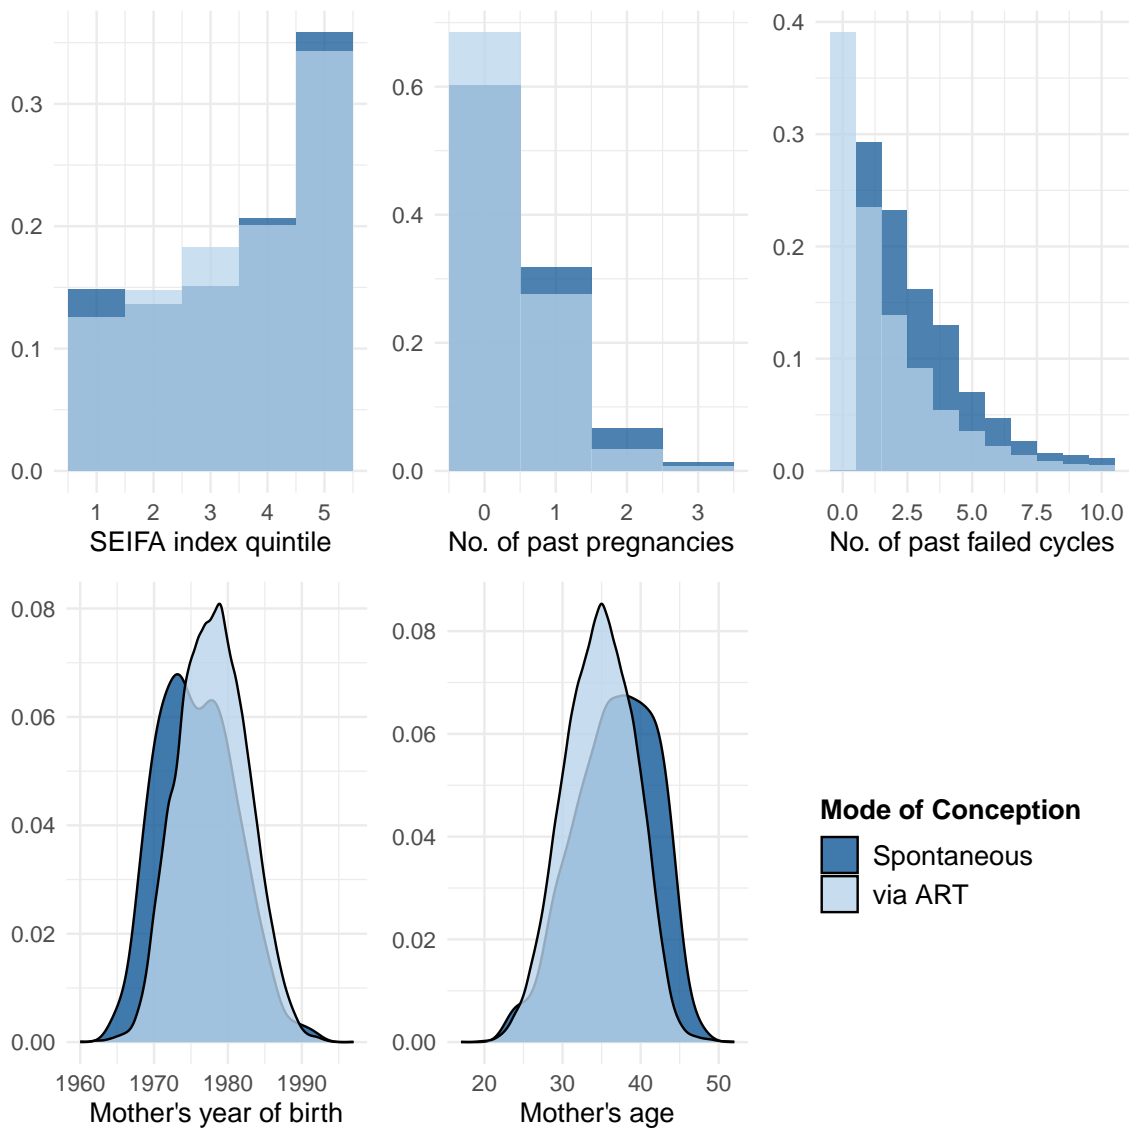 0.0
0.1
0.2
0.3
1 2 3 4 5
SEIFA index quintile
0.0
0.2
0.4
0.6
0 1 2 3
No. of past pregnancies
0.0
0.1
0.2
0.3
0.4
0.0 2.5 5.0 7.5 10.0
No. of past failed cycles
0.00
0.02
0.04
0.06
0.08
1960 1970 1980 1990
Mother's year of birth
0.00
0.02
0.04
0.06
0.08
20 30 40 50
Mother's age
Mode of Conception
Spontaneous
via ART